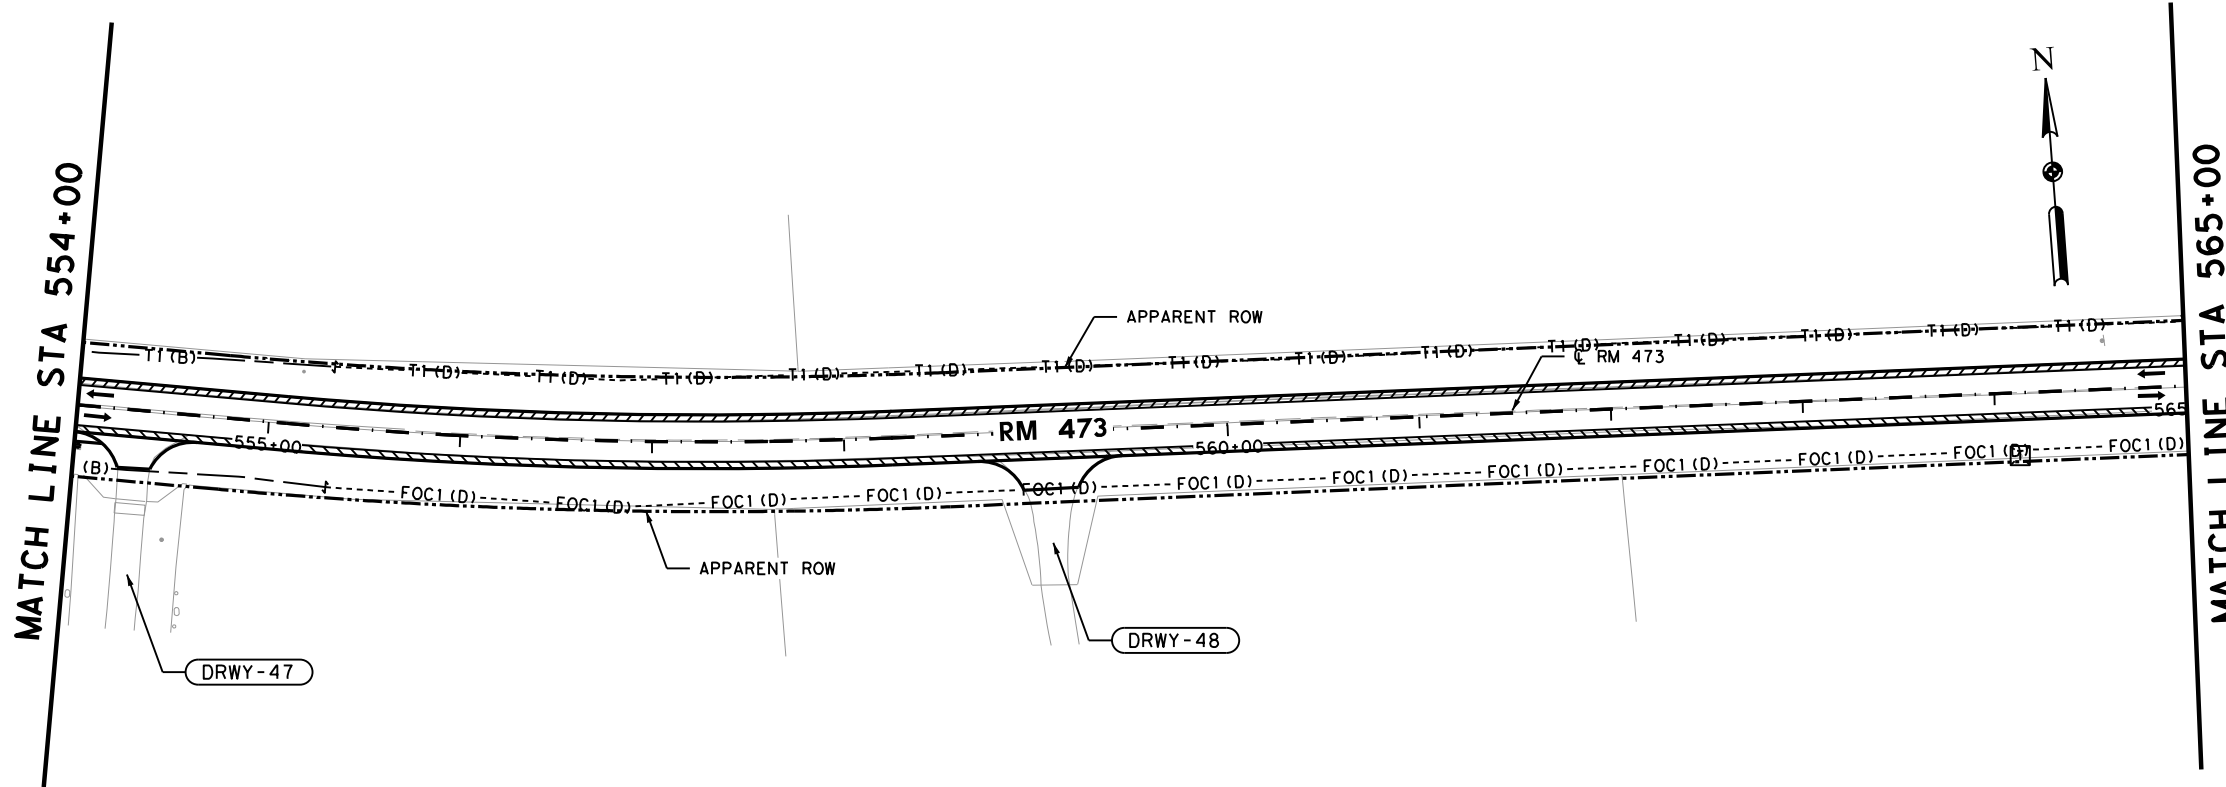 N
MATCH LINE STA 554+00
MATCH LINE STA 565+00
APPARENT ROW
T1(B) T1(D) T1(D) T1(D) T1(D) T1(D) T1(D) T1(D) T1(D) T1(D) T1(D) T1(D) T1(D) T1(D) T1(D)
℄ RM 473
RM 473
555+00
560+00
565
(B) FOC1(D) FOC1(D) FOC1(D) FOC1(D) FOC1(D) FOC1(D) FOC1(D) FOC1(D) FOC1(D) FOC1(D) FOC1(D) FOC1(D)
APPARENT ROW
DRWY-47
DRWY-48